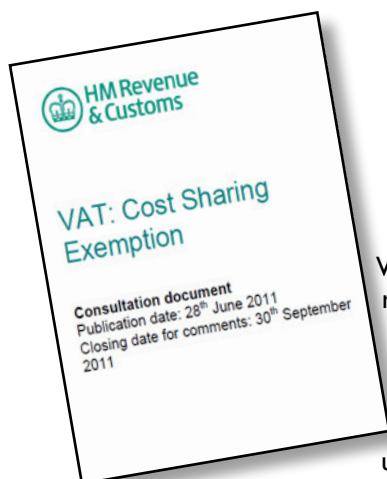 HM Revenue
& Customs
VAT: Cost Sharing
Exemption
Consultation document
Publication date: 28th June 2011
Closing date for comments: 30th September
2011